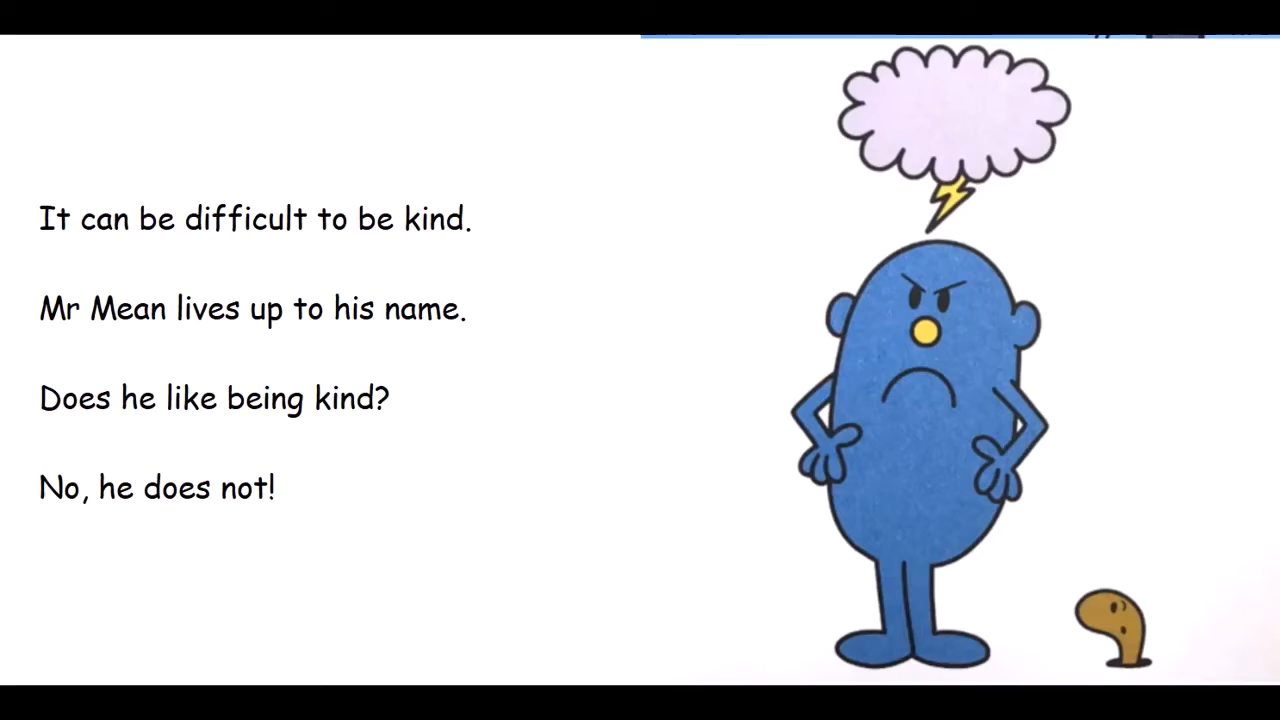 It can be difficult to be kind.
Mr Mean lives up to his name.
Does he like being kind?
No, he does not!